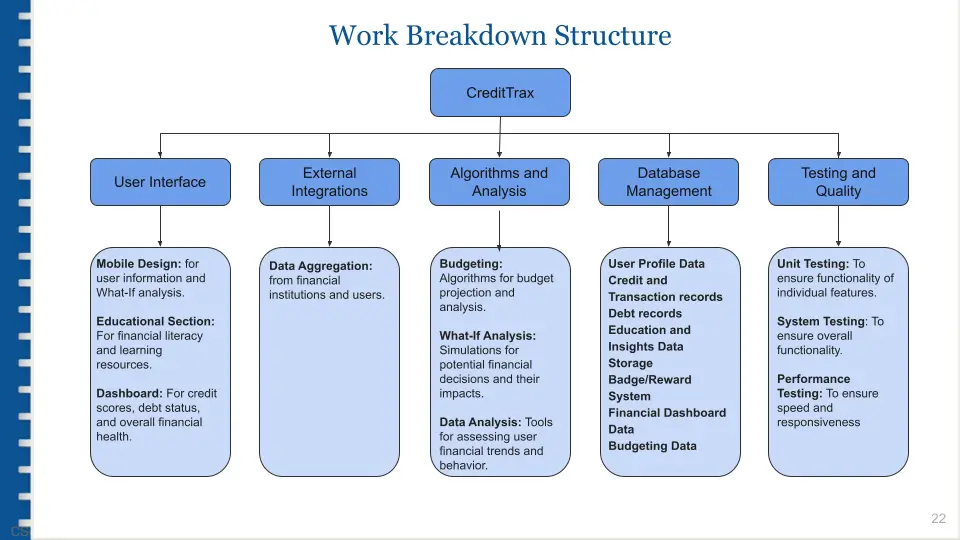 Work Breakdown Structure
CreditTrax
User Interface
External
Integrations
Algorithms and
Analysis
Database
Management
Testing and
Quality
Mobile Design: for
user information and
What-If analysis.
Educational Section:
For financial literacy
and learning
resources.
Dashboard: For credit
scores, debt status,
and overall financial
health.
Data Aggregation:
from financial
institutions and users.
Budgeting:
Algorithms for budget
projection and
analysis.
What-If Analysis:
Simulations for
potential financial
decisions and their
impacts.
Data Analysis: Tools
for assessing user
financial trends and
behavior.
User Profile Data
Credit and
Transaction records
Debt records
Education and
Insights Data
Storage
Badge/Reward
System
Financial Dashboard
Data
Budgeting Data
Unit Testing: To
ensure functionality of
individual features.
System Testing: To
ensure overall
functionality.
Performance
Testing: To ensure
speed and
responsiveness
22
CS